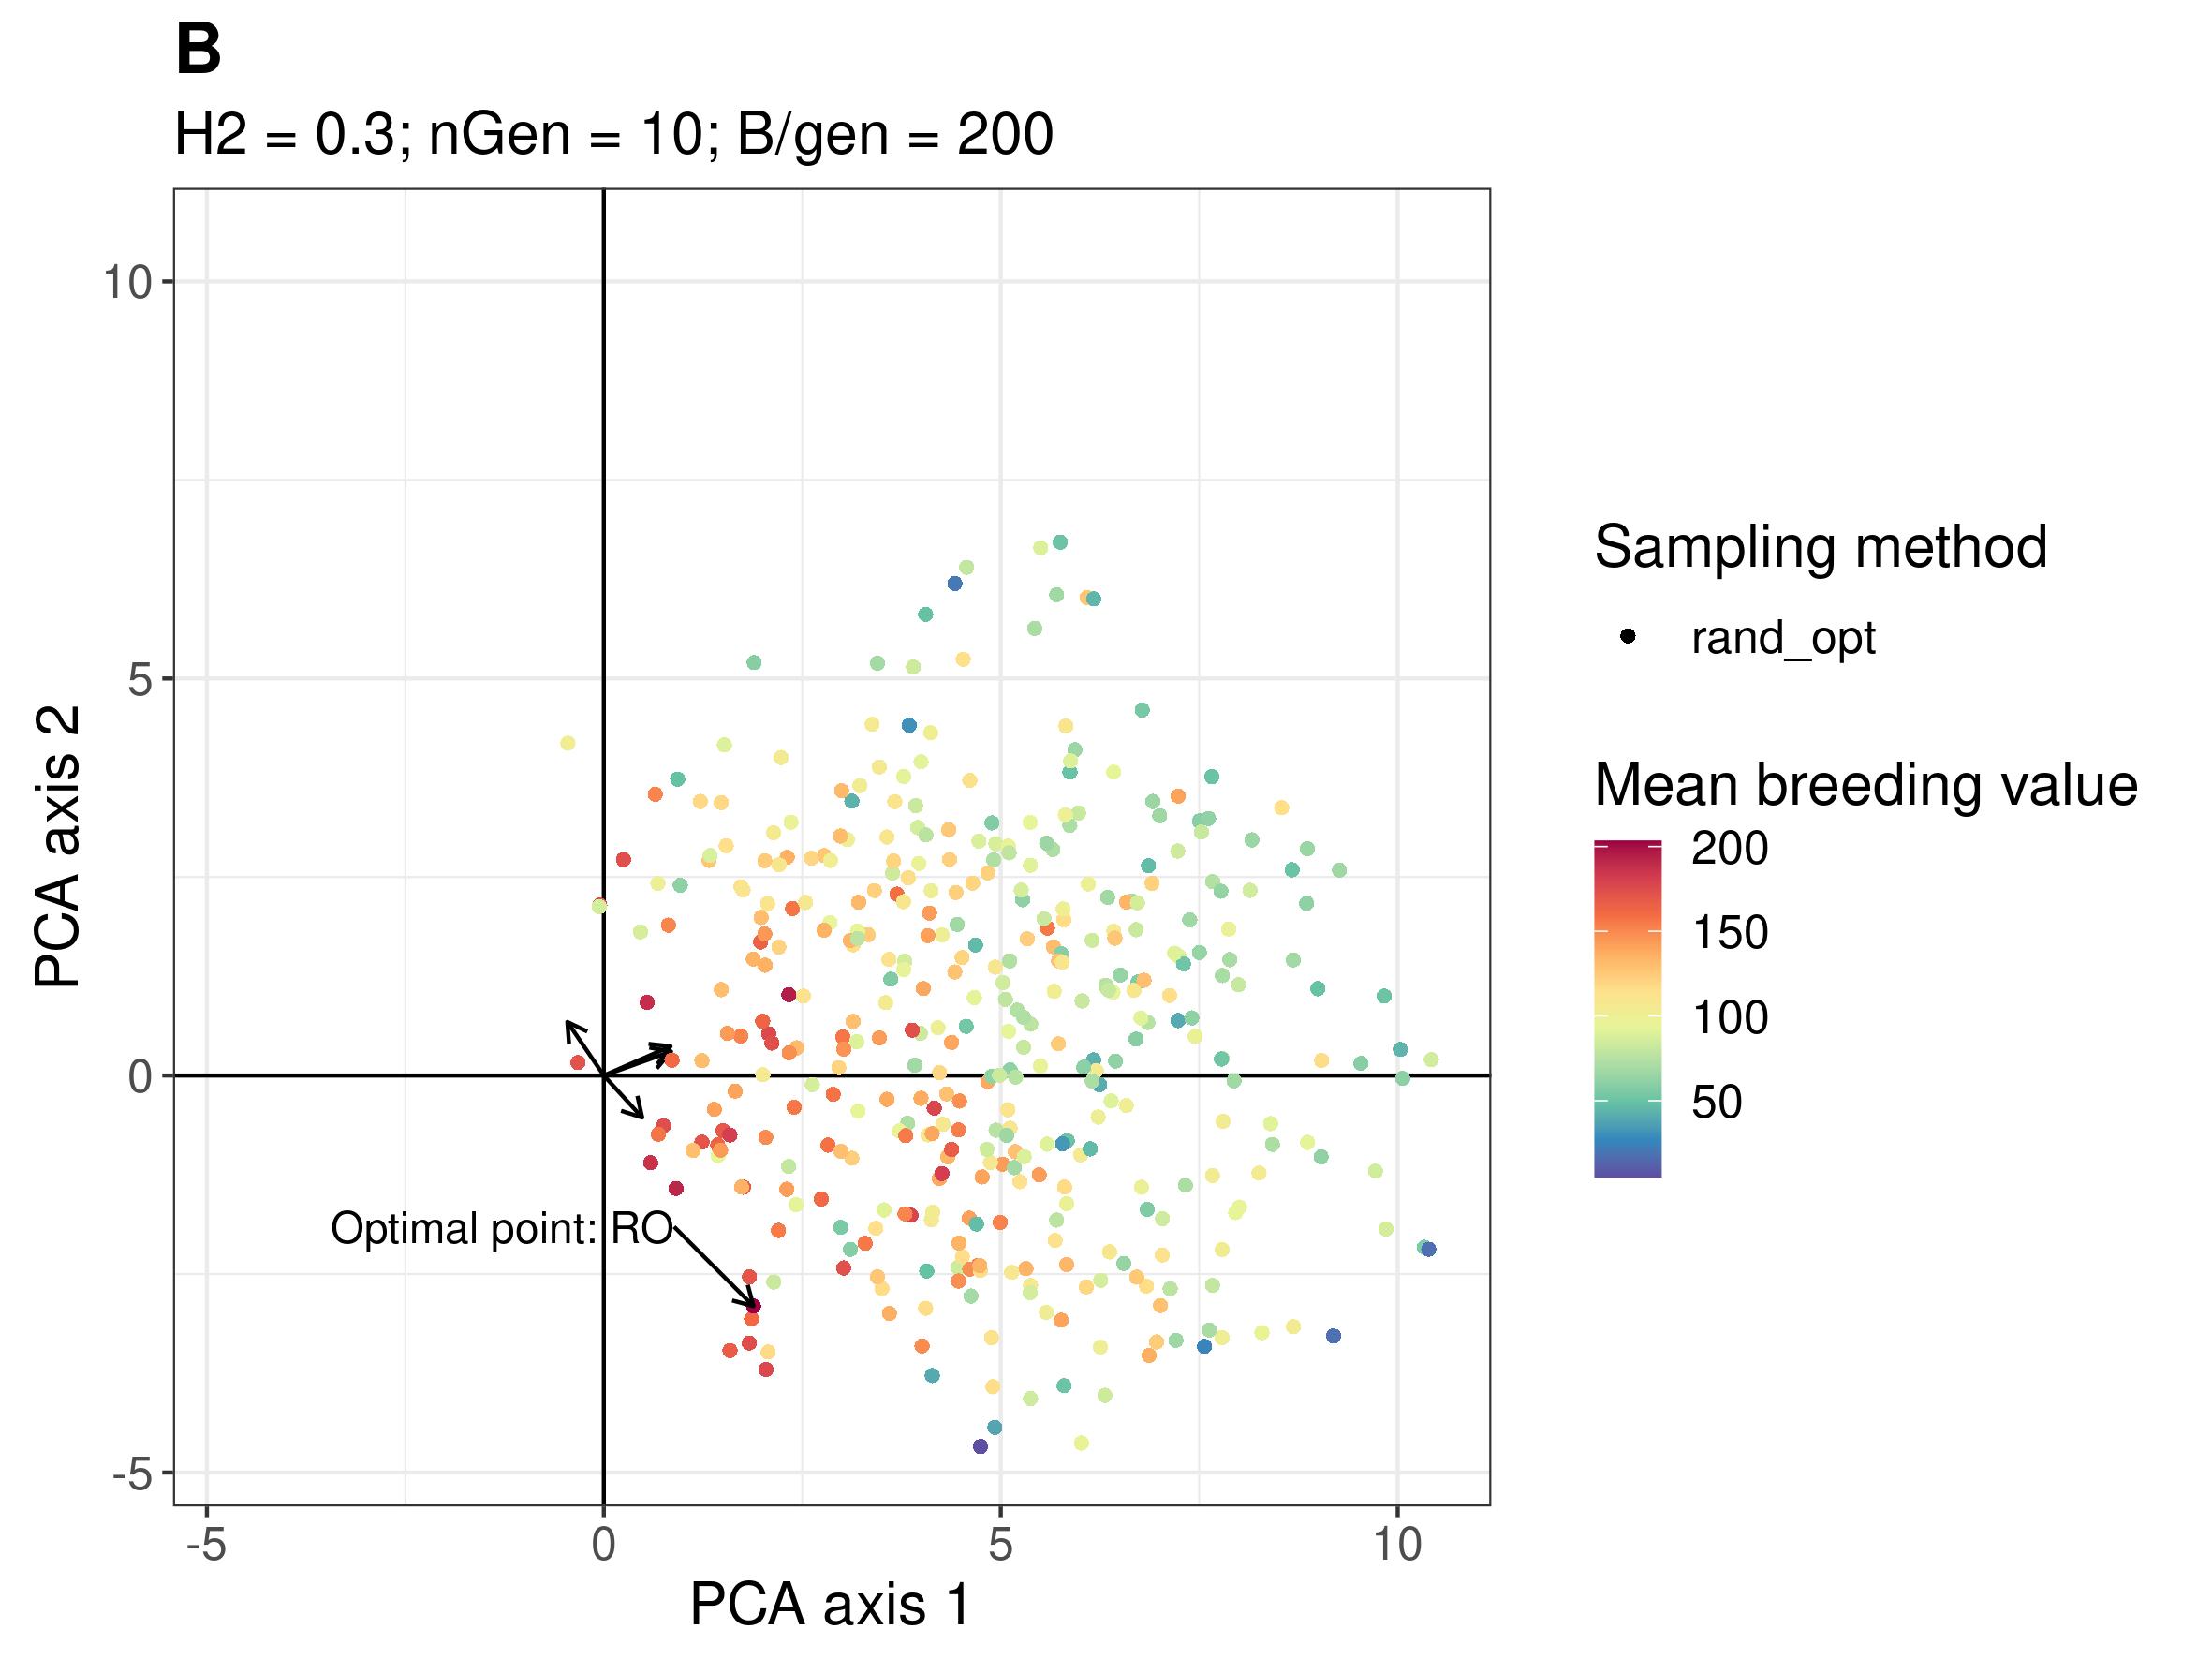 B
H2 = 0.3; nGen = 10; B/gen = 200
10
5
0
-5
-5
0
5
10
PCA axis 1
PCA axis 2
Optimal point: RO
Sampling method
rand_opt
Mean breeding value
200
150
100
50